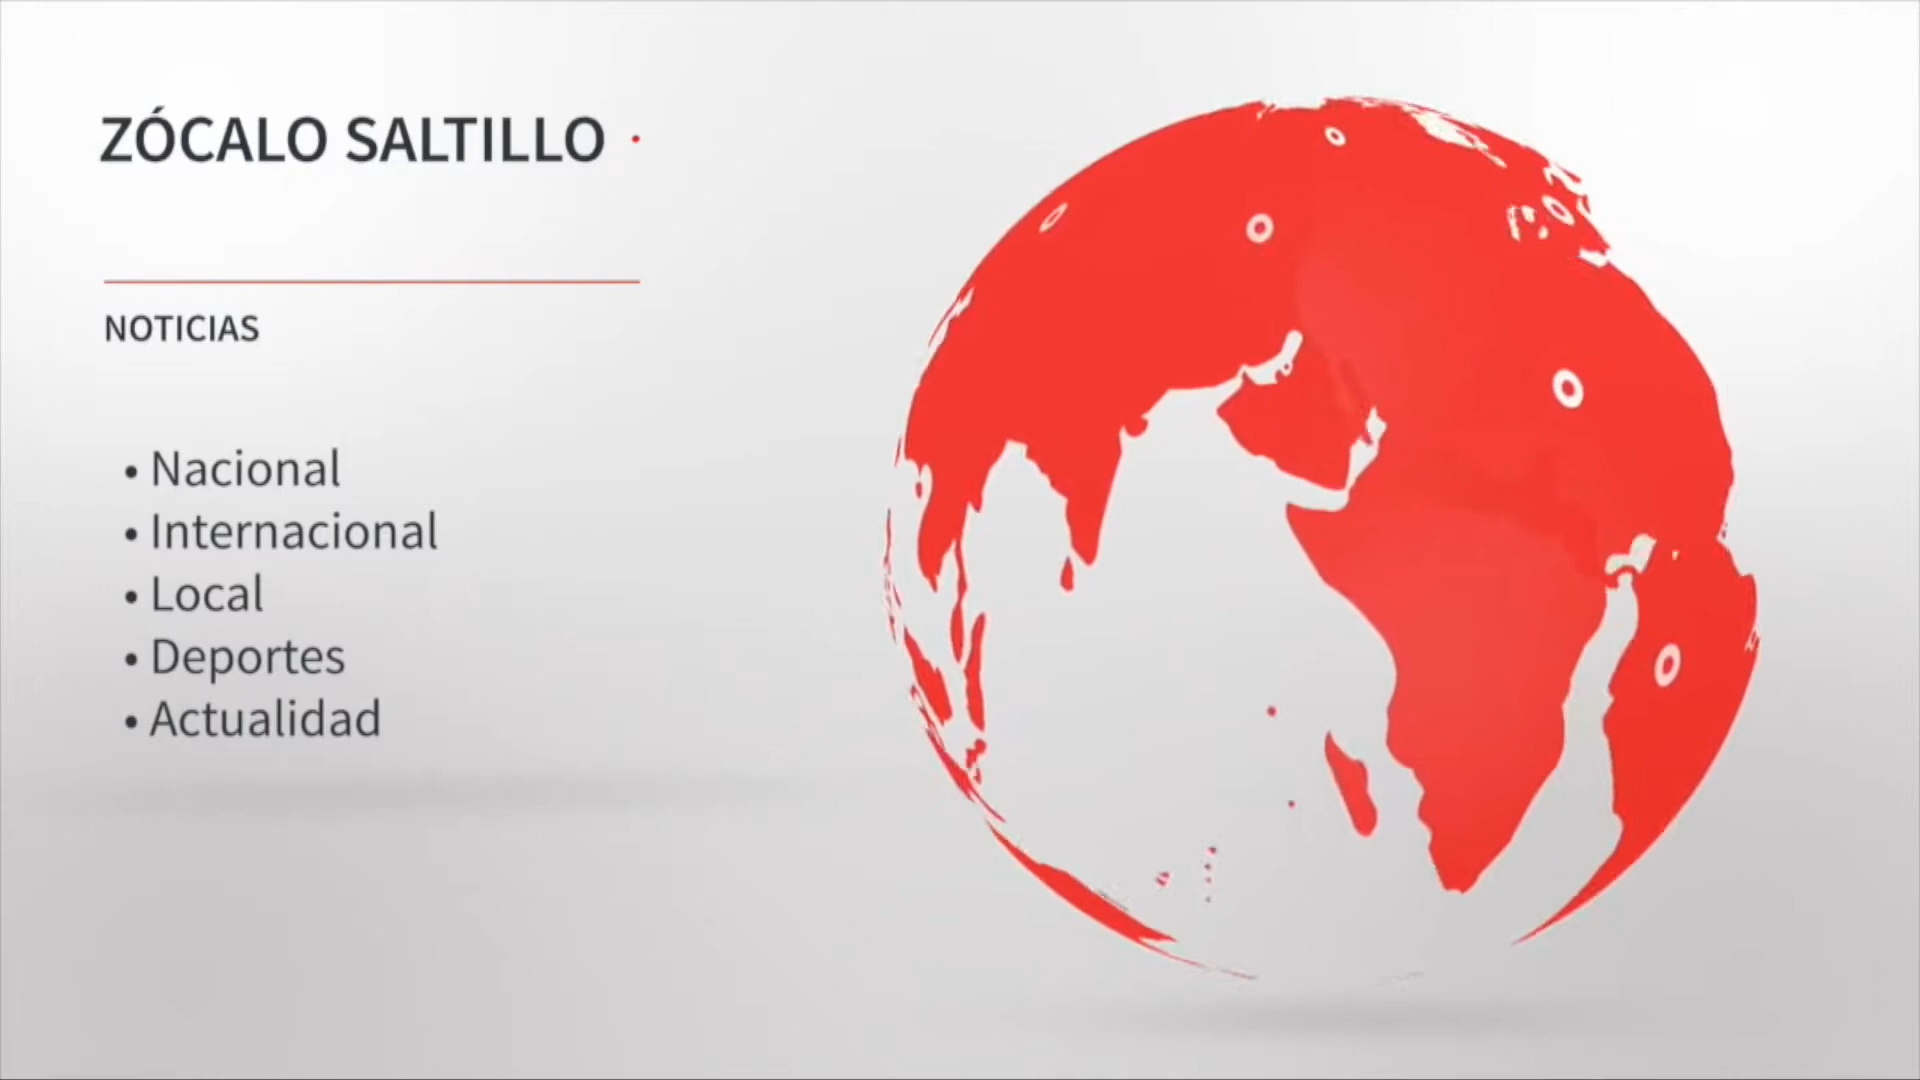 ZÓCALO SALTILLO
NOTICIAS
• Nacional
• Internacional
• Local
• Deportes
• Actualidad